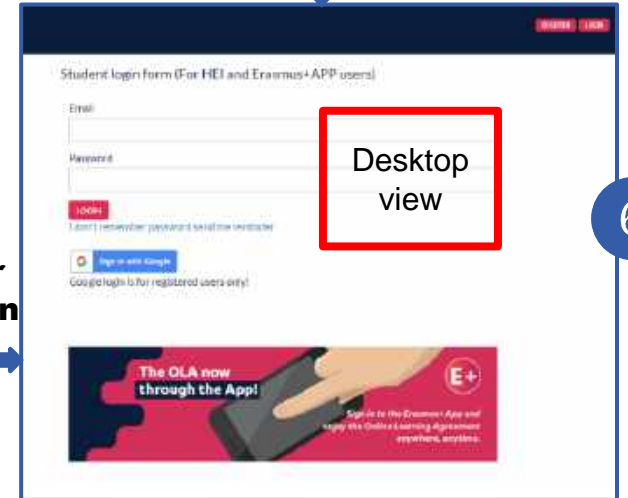 REGISTER LOGIN
Student login form (For HEI and Erasmus+APP users)
Email
Password
Desktop
view
LOGIN
I don't remember password send me reminder
6
Sign in with Google
Google login is for registered users only!
n
The OLA now
through the App!
E+
Sign in to the Erasmus+ App and
enjoy the Online Learning Agreement
anywhere, anytime.